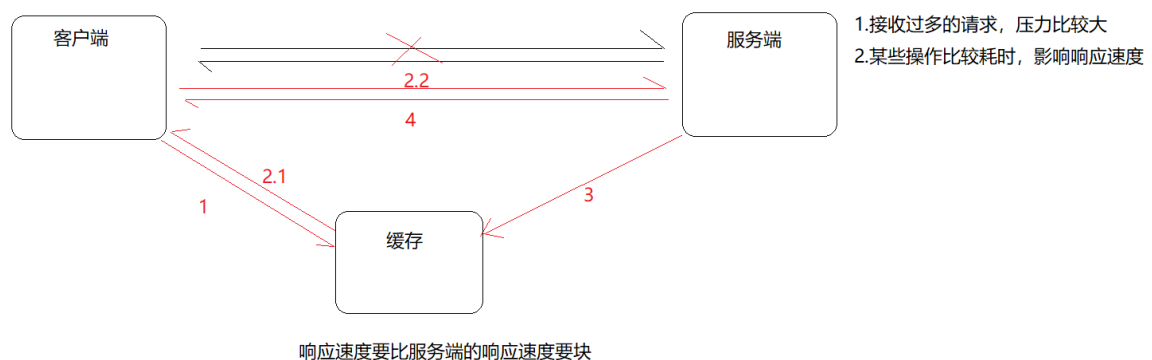 客户端
服务端
1.接收过多的请求，压力比较大
2.某些操作比较耗时，影响响应速度
2.2
4
2.1
1
3
缓存
响应速度要比服务端的响应速度要块